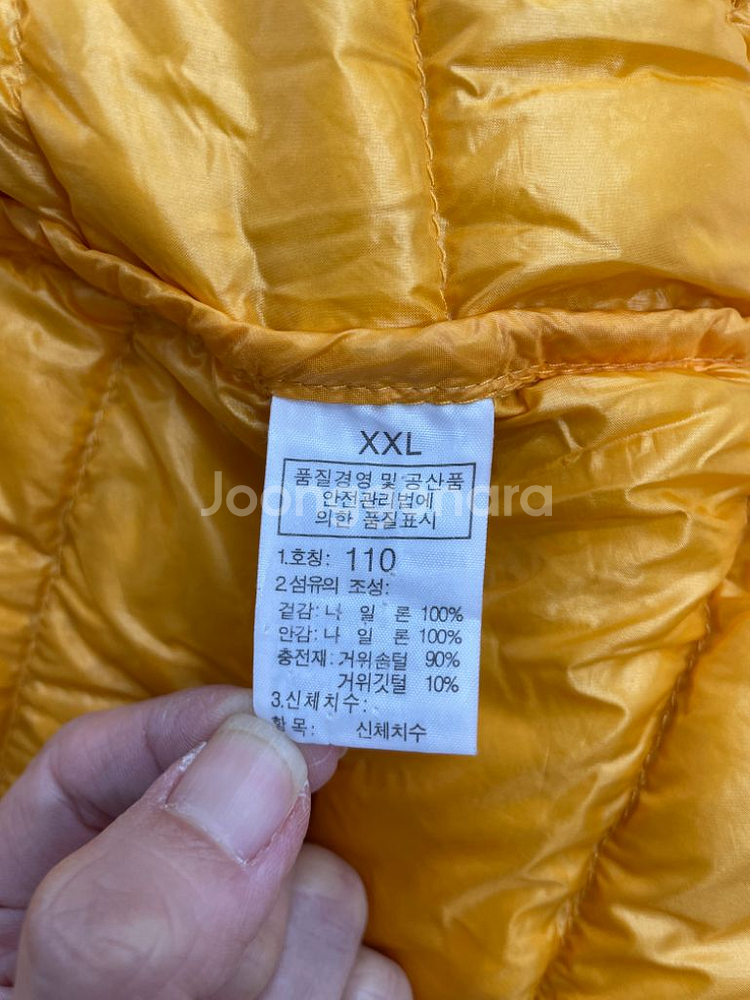 XXL
품질경영 및 공산품
안전관리법에
의한 품질표시
1.호칭: 110
2.섬유의 조성:
겉감:나 일 론 100%
안감:나 일 론 100%
충전재:거위솜털 90%
거위깃털 10%
3.신체치수:
항목: 신체치수
Joongonara